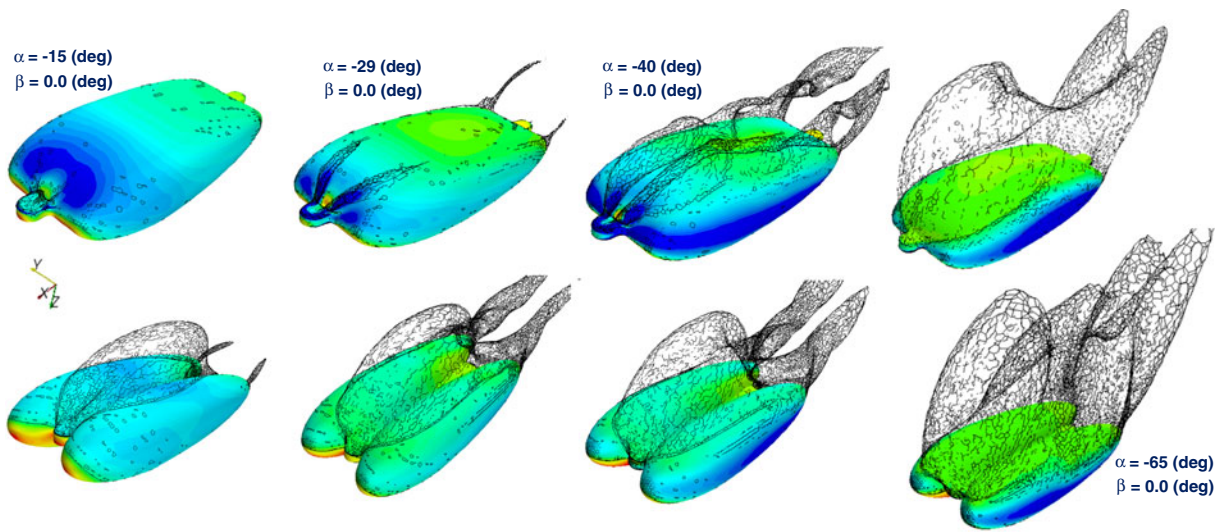 α = -15 (deg)
β = 0.0 (deg)
α = -29 (deg)
β = 0.0 (deg)
α = -40 (deg)
β = 0.0 (deg)
Y
X
Z
α = -65 (deg)
β = 0.0 (deg)